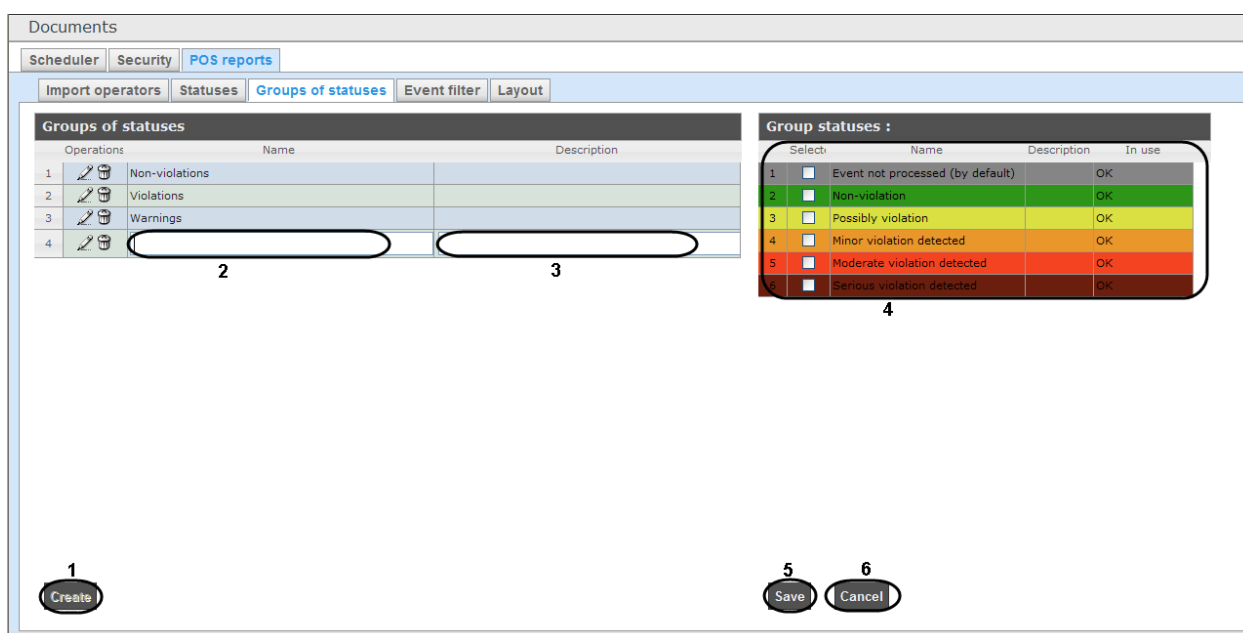 Documents
Scheduler Security POS reports
Import operators Statuses Groups of statuses Event filter Layout
Groups of statuses
Operations Name Description
1 Non-violations
2 Violations
3 Warnings
4
2 3
Group statuses :
Select Name Description In use
1 Event not processed (by default) OK
2 Non-violation OK
3 Possibly violation OK
4 Minor violation detected OK
5 Moderate violation detected OK
6 Serious violation detected OK
4
1
Create
5 6
Save Cancel